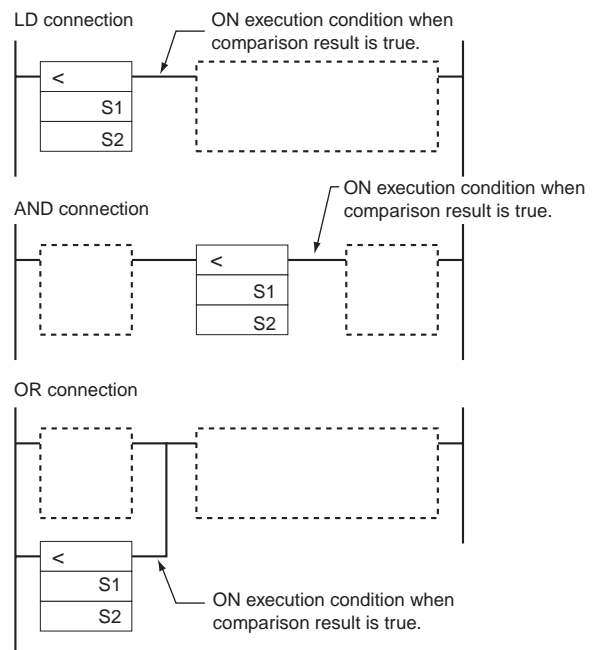 LD connection
ON execution condition when
comparison result is true.
<
S1
S2
AND connection
ON execution condition when
comparison result is true.
<
S1
S2
OR connection
<
S1
S2
ON execution condition when
comparison result is true.